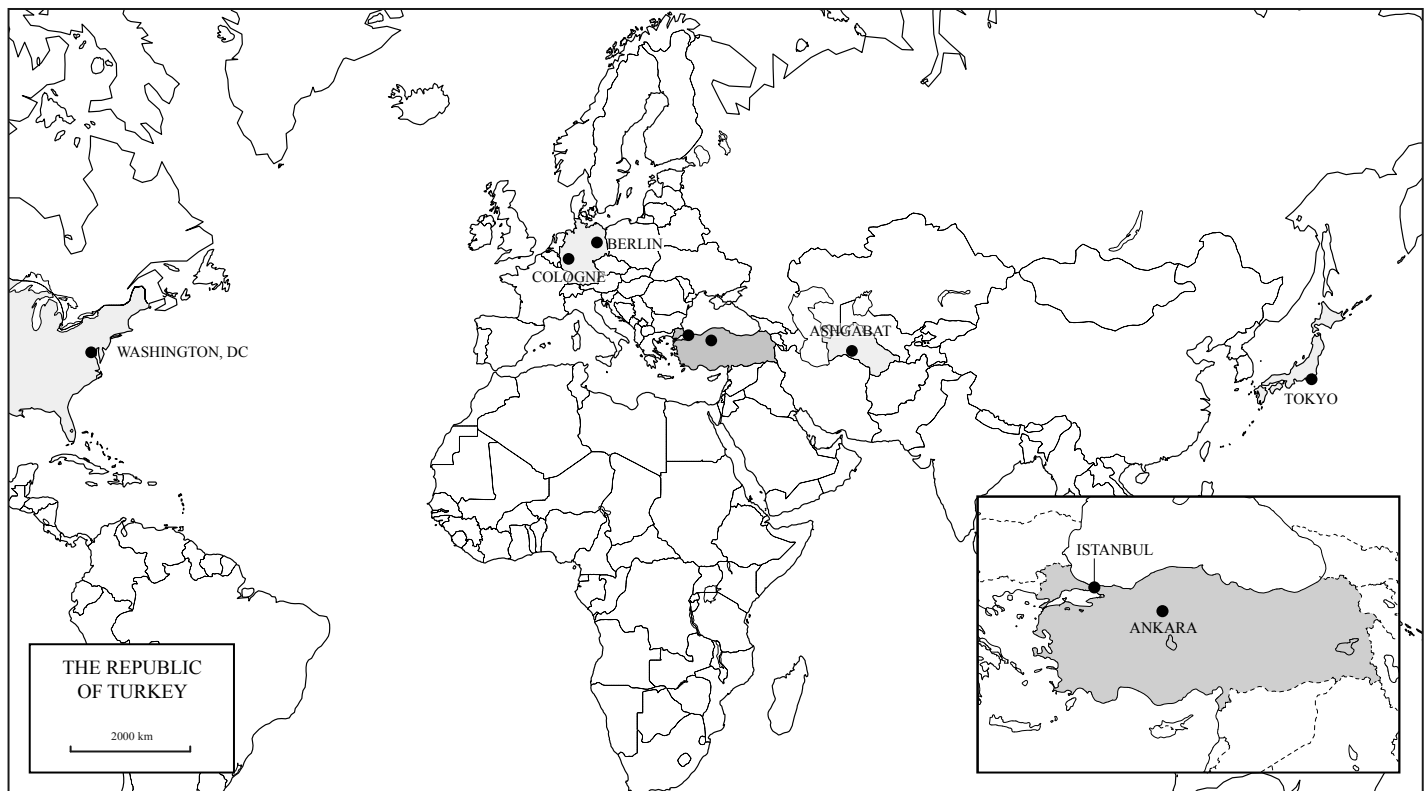 BERLIN
COLOGNE
ASHGABAT
WASHINGTON, DC
TOKYO
ISTANBUL
ANKARA
THE REPUBLIC
OF TURKEY
2000 km